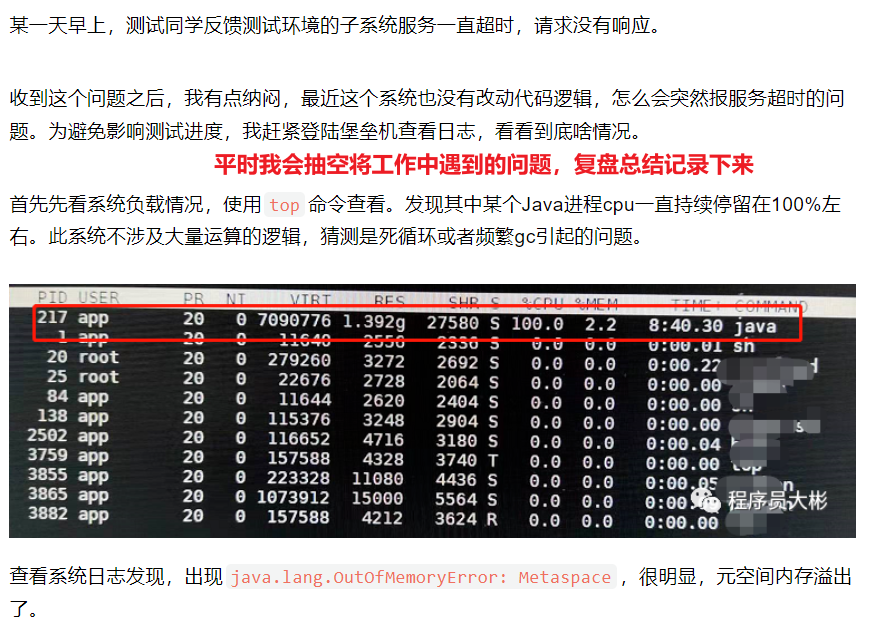 某一天早上，测试同学反馈测试环境的子系统服务一直超时，请求没有响应。
收到这个问题之后，我有点纳闷，最近这个系统也没有改动代码逻辑，怎么会突然报服务超时的问
题。为避免影响测试进度，我赶紧登陆堡垒机查看日志，看看到底啥情况。
平时我会抽空将工作中遇到的问题，复盘总结记录下来
首先先看系统负载情况，使用 top 命令查看。发现其中某个Java进程cpu一直持续停留在100%左
右。此系统不涉及大量运算的逻辑，猜测是死循环或者频繁gc引起的问题。
PID USER PR NI VIRT RES SHR S %CPU %MEM TIME+ COMMAND
217 app 20 0 7090776 1.392g 27580 S 100.0 2.2 8:40.30 java
1 app 20 0 11640 2556 2336 S 0.0 0.0 0:00.01 sh
20 root 20 0 279260 3272 2692 S 0.0 0.0 0:00.22
25 root 20 0 22676 2728 2064 S 0.0 0.0 0:00.00
84 app 20 0 11644 2620 2404 S 0.0 0.0 0:00.00
138 app 20 0 115376 3248 2904 S 0.0 0.0 0:00.00
2502 app 20 0 116652 4716 3180 S 0.0 0.0 0:00.04
3759 app 20 0 157588 4328 3740 T 0.0 0.0 0:00.00 top
3855 app 20 0 223328 11080 4436 S 0.0 0.0 0:00.05
3865 app 20 0 1073912 15000 5564 S 0.0 0.0
3882 app 20 0 157588 4212 3624 R 0.0 0.0 0:00.00
程序员大彬
查看系统日志发现，出现 java.lang.OutOfMemoryError: Metaspace ，很明显，元空间内存溢出
了。